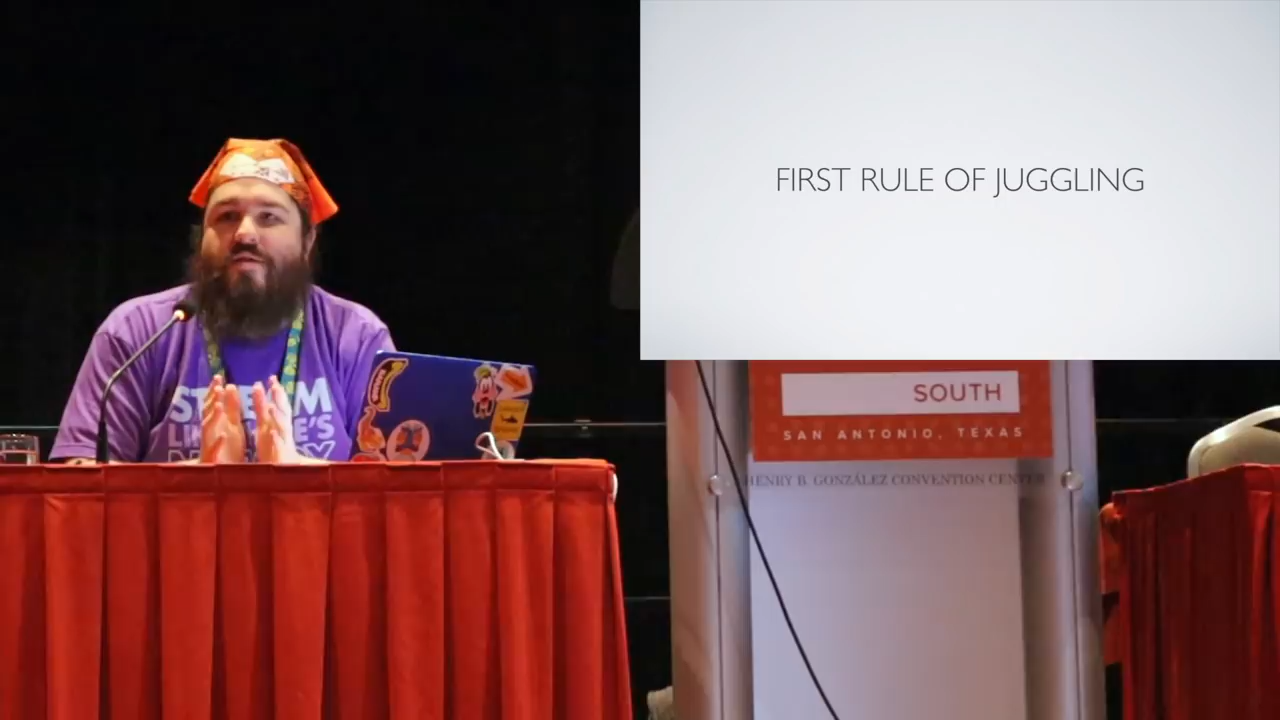 FIRST RULE OF JUGGLING
SOUTH
SAN ANTONIO, TEXAS
HENRY B. GONZÁLEZ CONVENTION CENTER